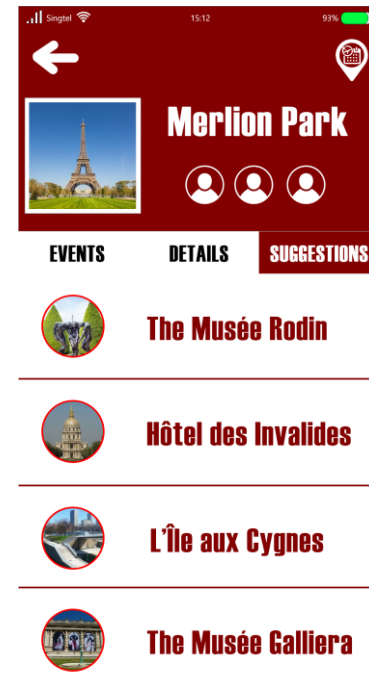 Singtel 15:12 93%
Merlion Park
EVENTS DETAILS SUGGESTIONS
The Musée Rodin
Hôtel des Invalides
L'Île aux Cygnes
The Musée Galliera